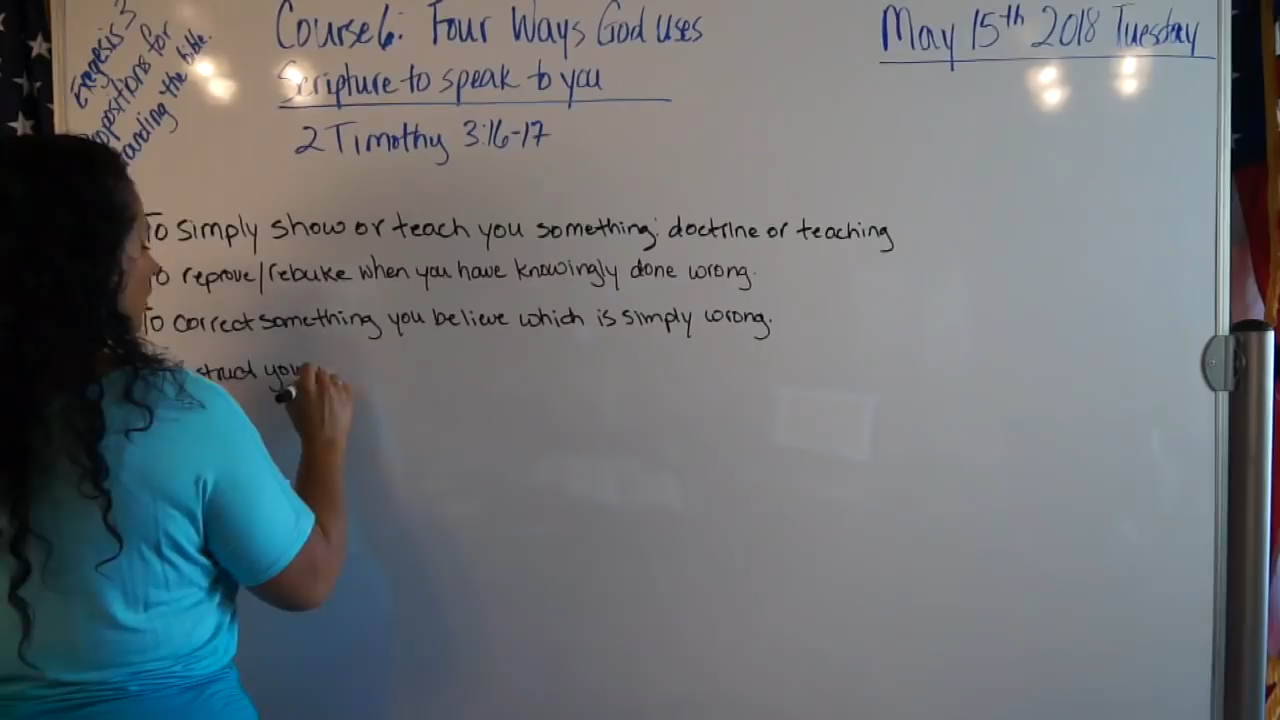 Exegesis 3
for
the bible.
Course 6: Four Ways God uses
Scripture to speak to you
2 Timothy 3:16-17
May 15th 2018 Tuesday
To simply show or teach you something: doctrine or teaching
To reprove/rebuke when you have knowingly done wrong.
To correct something you believe which is simply wrong.
struct you